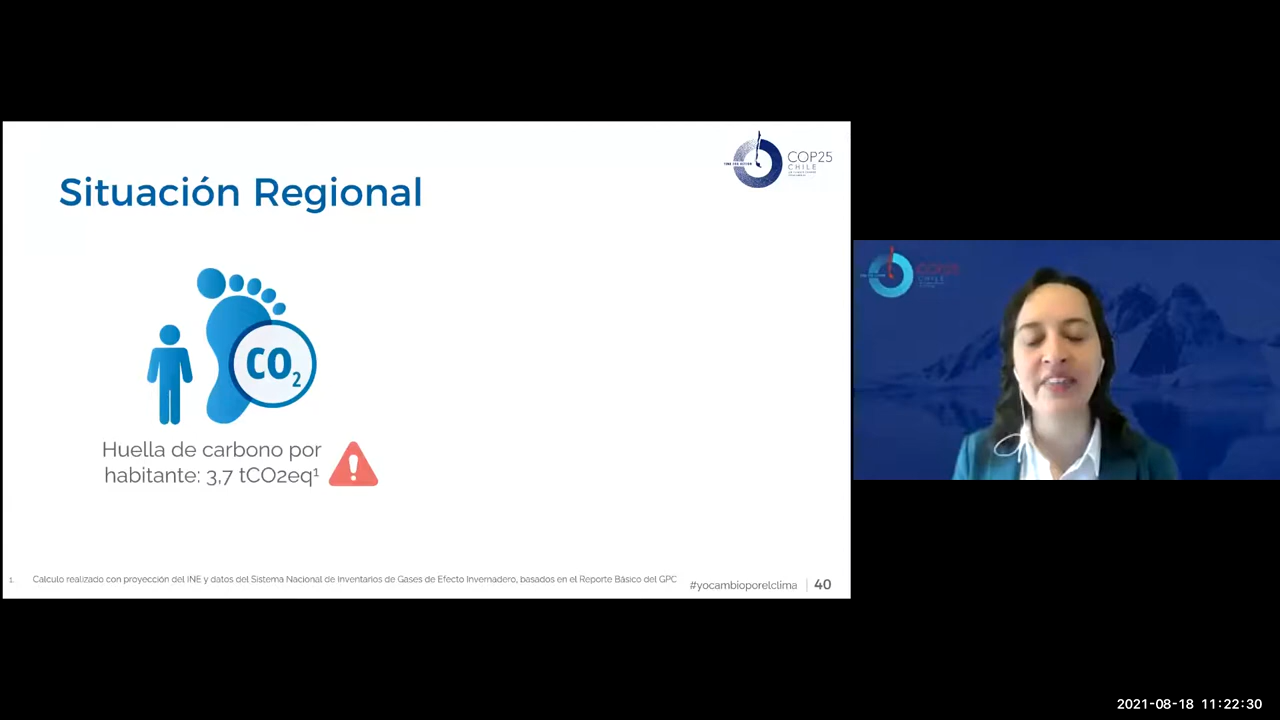 COP25
CHILE
Situación Regional
CO2
Huella de carbono por
habitante: 3,7 tCO2eq¹
1. Calculo realizado con proyección del INE y datos del Sistema Nacional de Inventarios de Gases de Efecto Invernadero, basados en el Reporte Básico del GPC
#yocambioporelclima | 40
COP25
CHILE
2021-08-18 11:22:30